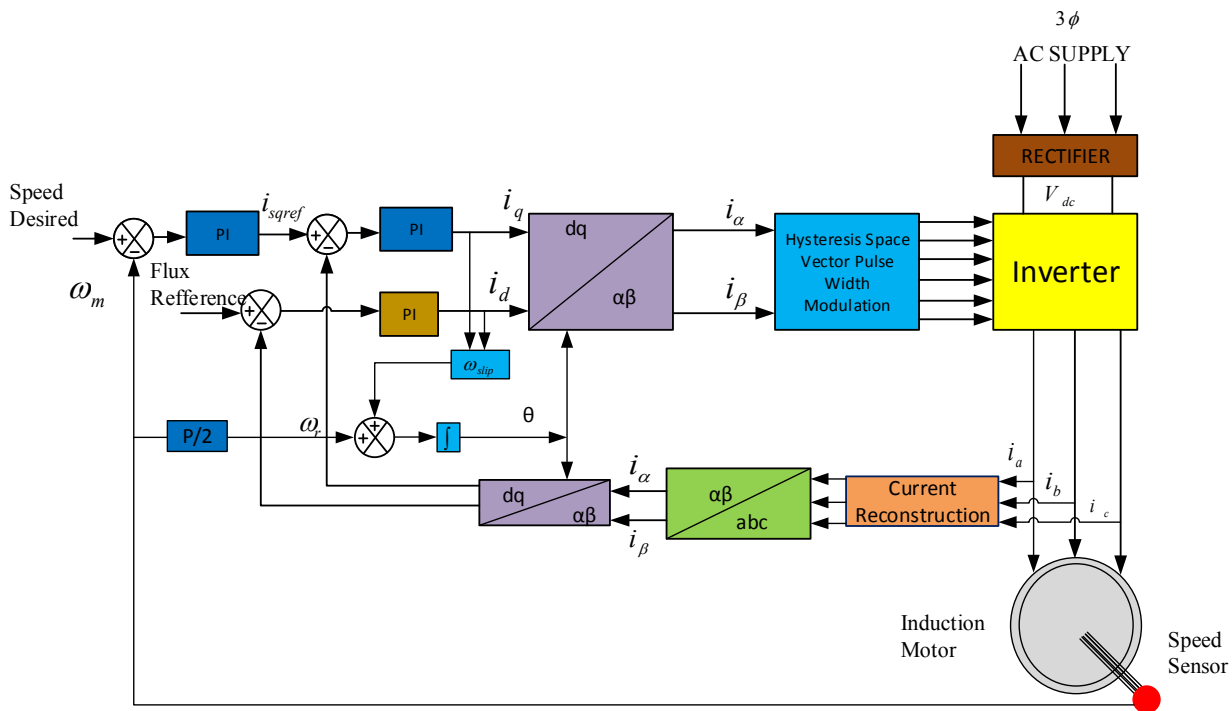 3ϕ
AC SUPPLY
RECTIFIER
V_dc
Speed
Desired
PI
i_sqref
PI
i_q
dq
αβ
i_α
Hysteresis Space
Vector Pulse
Width
Modulation
Inverter
ω_m
Flux
Refference
PI
i_d
i_β
ω_slip
P/2
ω_r
∫
θ
dq
αβ
i_α
i_β
αβ
abc
Current
Reconstruction
i_a
i_b
i_c
Induction
Motor
Speed
Sensor